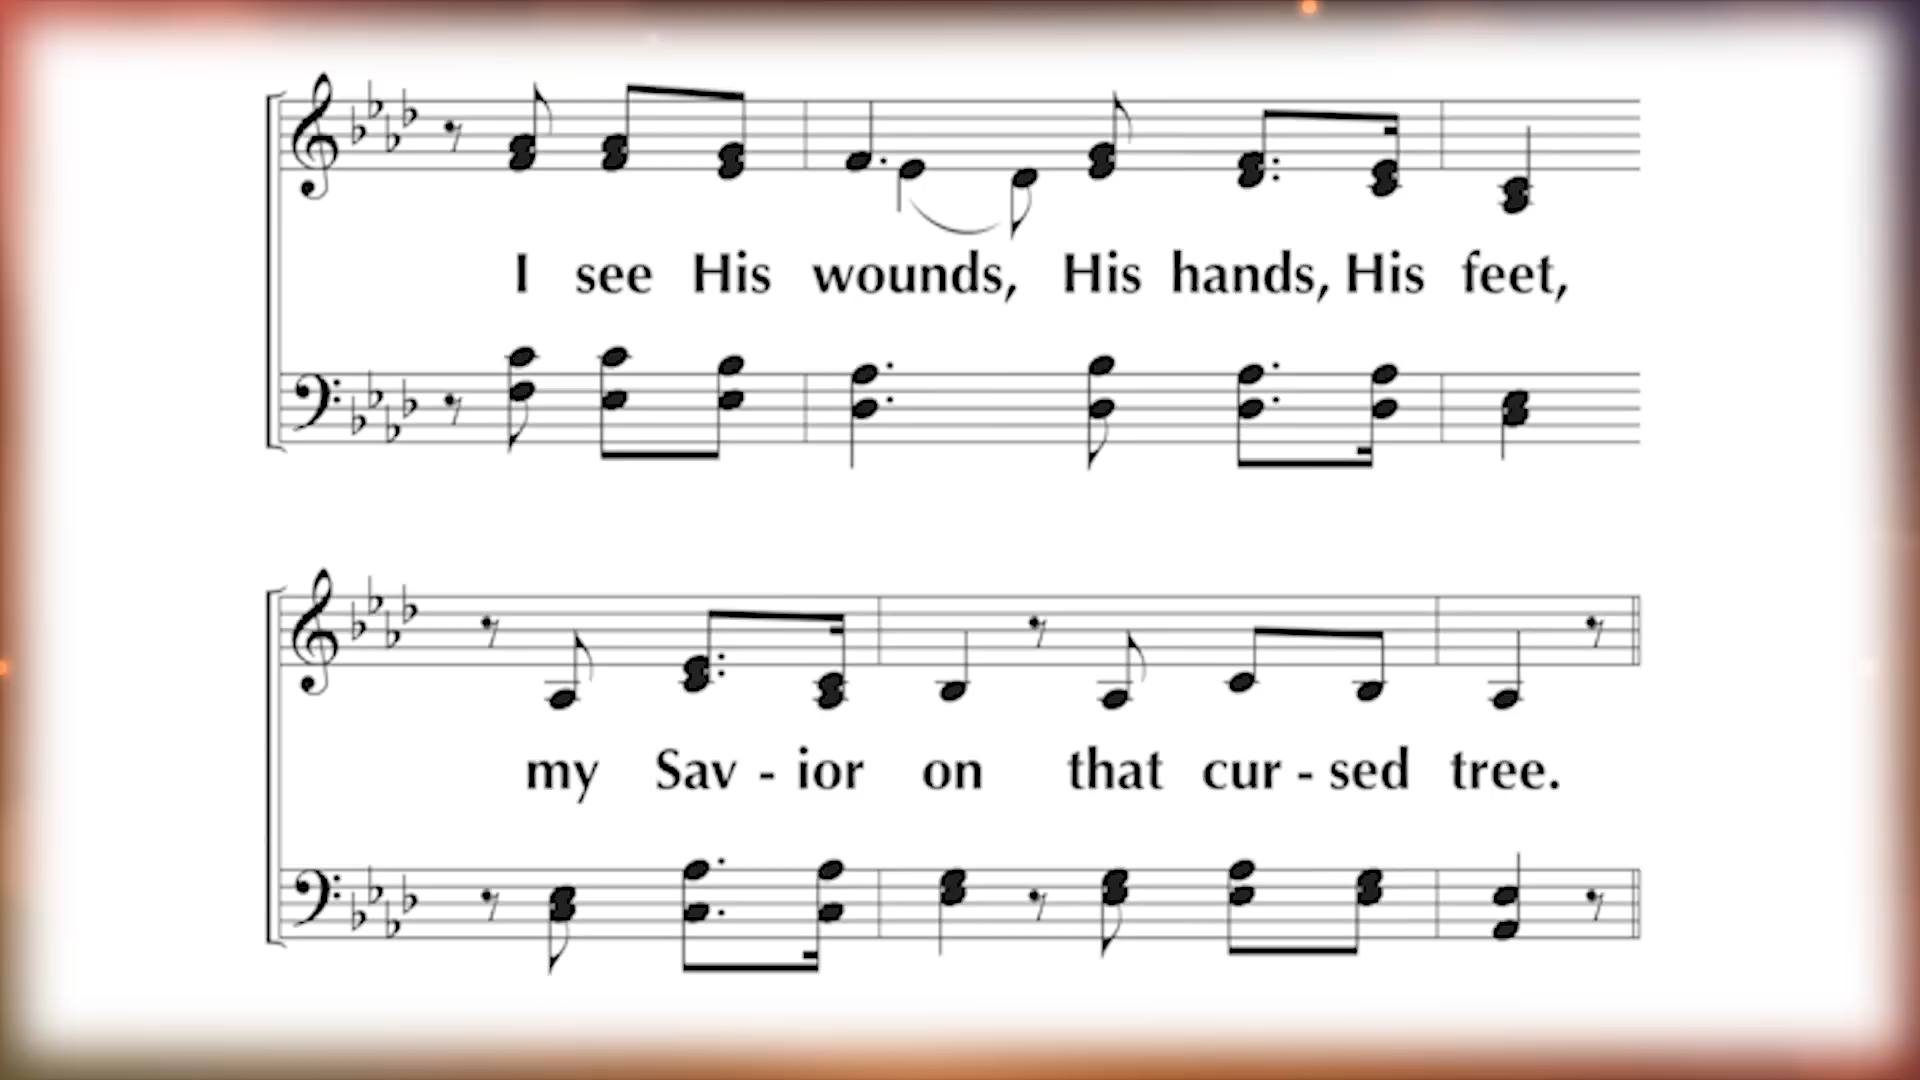 I see His wounds, His hands, His feet,
my Sav - ior on that cur - sed tree.